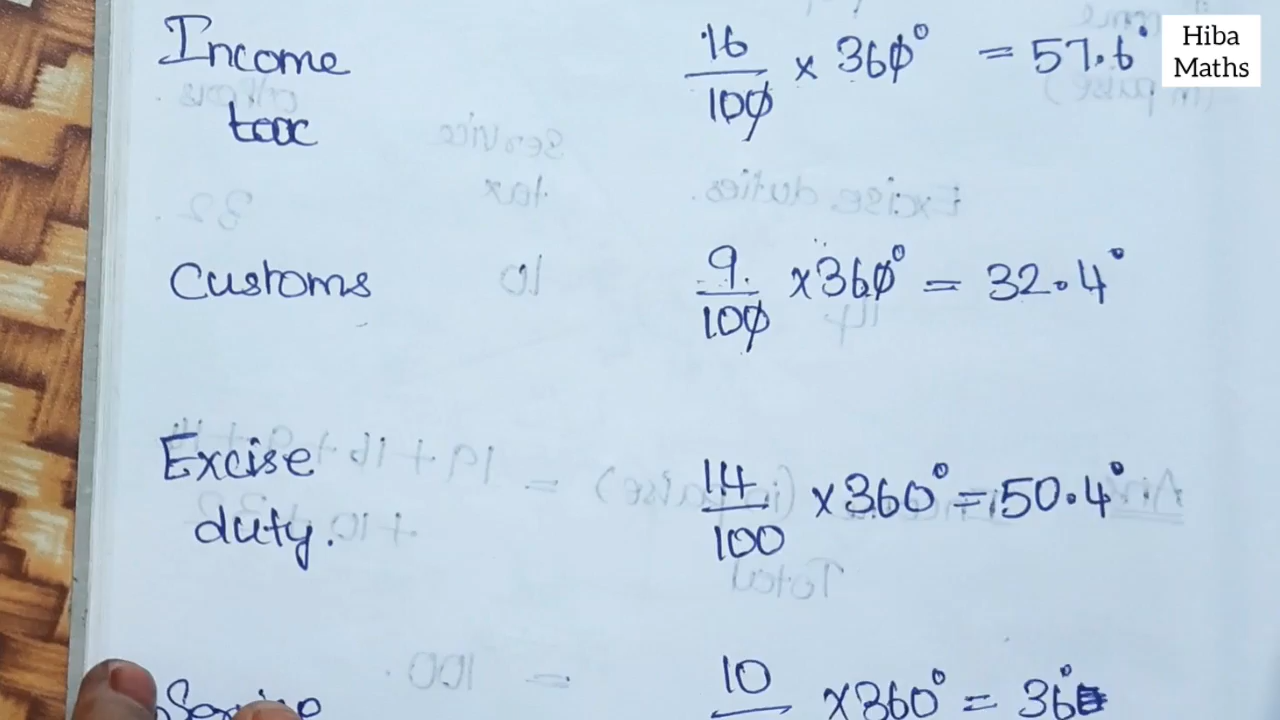 Income 16/100 × 360° = 57.6°
tax
Customs 9/100 ×360° = 32.4°
Excise 14/100 ×360° = 50.4°
duty.
Service 10 ×360° = 36°
Hiba
Maths